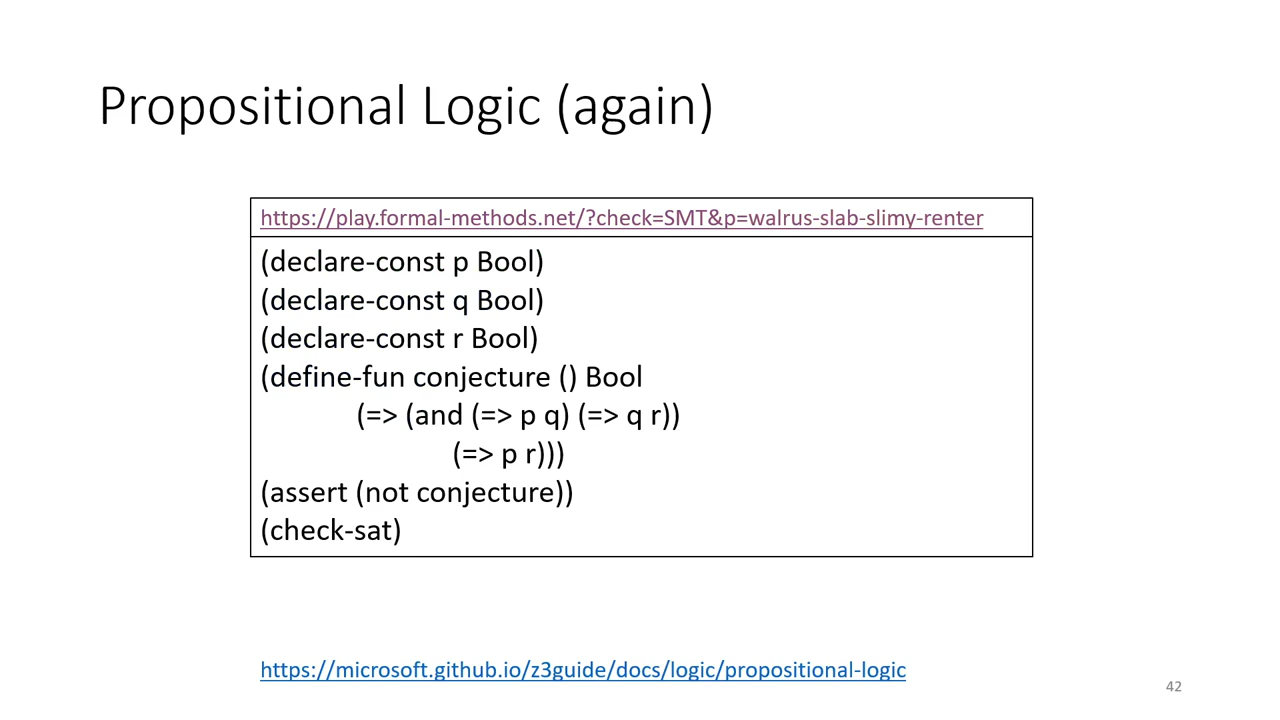 Propositional Logic (again)
https://play.formal-methods.net/?check=SMT&p=walrus-slab-slimy-renter
(declare-const p Bool)
(declare-const q Bool)
(declare-const r Bool)
(define-fun conjecture () Bool
(=> (and (=> p q) (=> q r))
(=> p r)))
(assert (not conjecture))
(check-sat)
https://microsoft.github.io/z3guide/docs/logic/propositional-logic
42